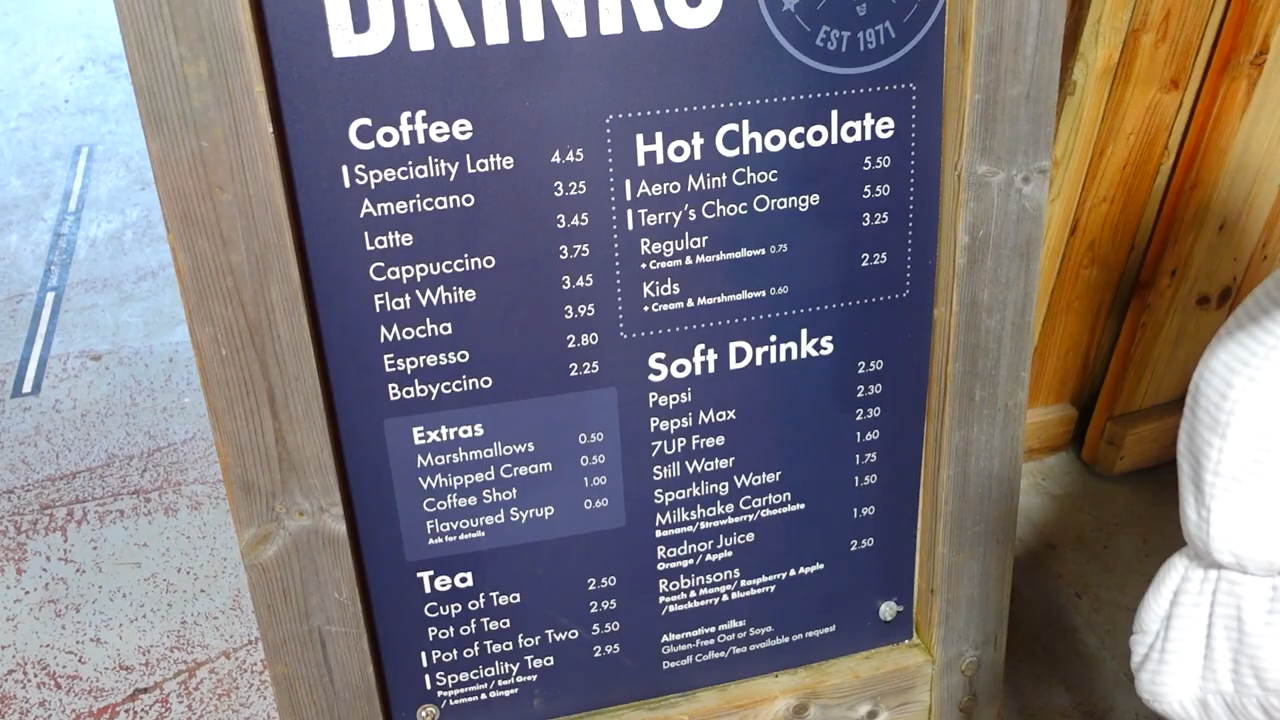 DRINKS
EST 1971
Coffee
Speciality Latte 4.45
Americano 3.25
Latte 3.45
Cappuccino 3.75
Flat White 3.45
Mocha 3.95
Espresso 2.80
Babyccino 2.25
Extras
Marshmallows 0.50
Whipped Cream 0.50
Coffee Shot 1.00
Flavoured Syrup 0.60
Ask for details
Tea
Cup of Tea 2.50
Pot of Tea 2.95
Pot of Tea for Two 5.50
Speciality Tea 2.95
Peppermint / Earl Grey
/ Lemon & Ginger
Hot Chocolate
Aero Mint Choc 5.50
Terry's Choc Orange 5.50
Regular 3.25
+ Cream & Marshmallows 0.75
Kids 2.25
+ Cream & Marshmallows 0.60
Soft Drinks
Pepsi 2.50
Pepsi Max 2.30
7UP Free 2.30
Still Water 1.60
Sparkling Water 1.75
Milkshake Carton 1.50
Banana/Strawberry/Chocolate
Radnor Juice 1.90
Orange / Apple
Robinsons 2.50
Peach & Mango/ Raspberry & Apple
/Blackberry & Blueberry
Alternative milks:
Gluten-Free Oat or Soya.
Decaff Coffee/Tea available on request